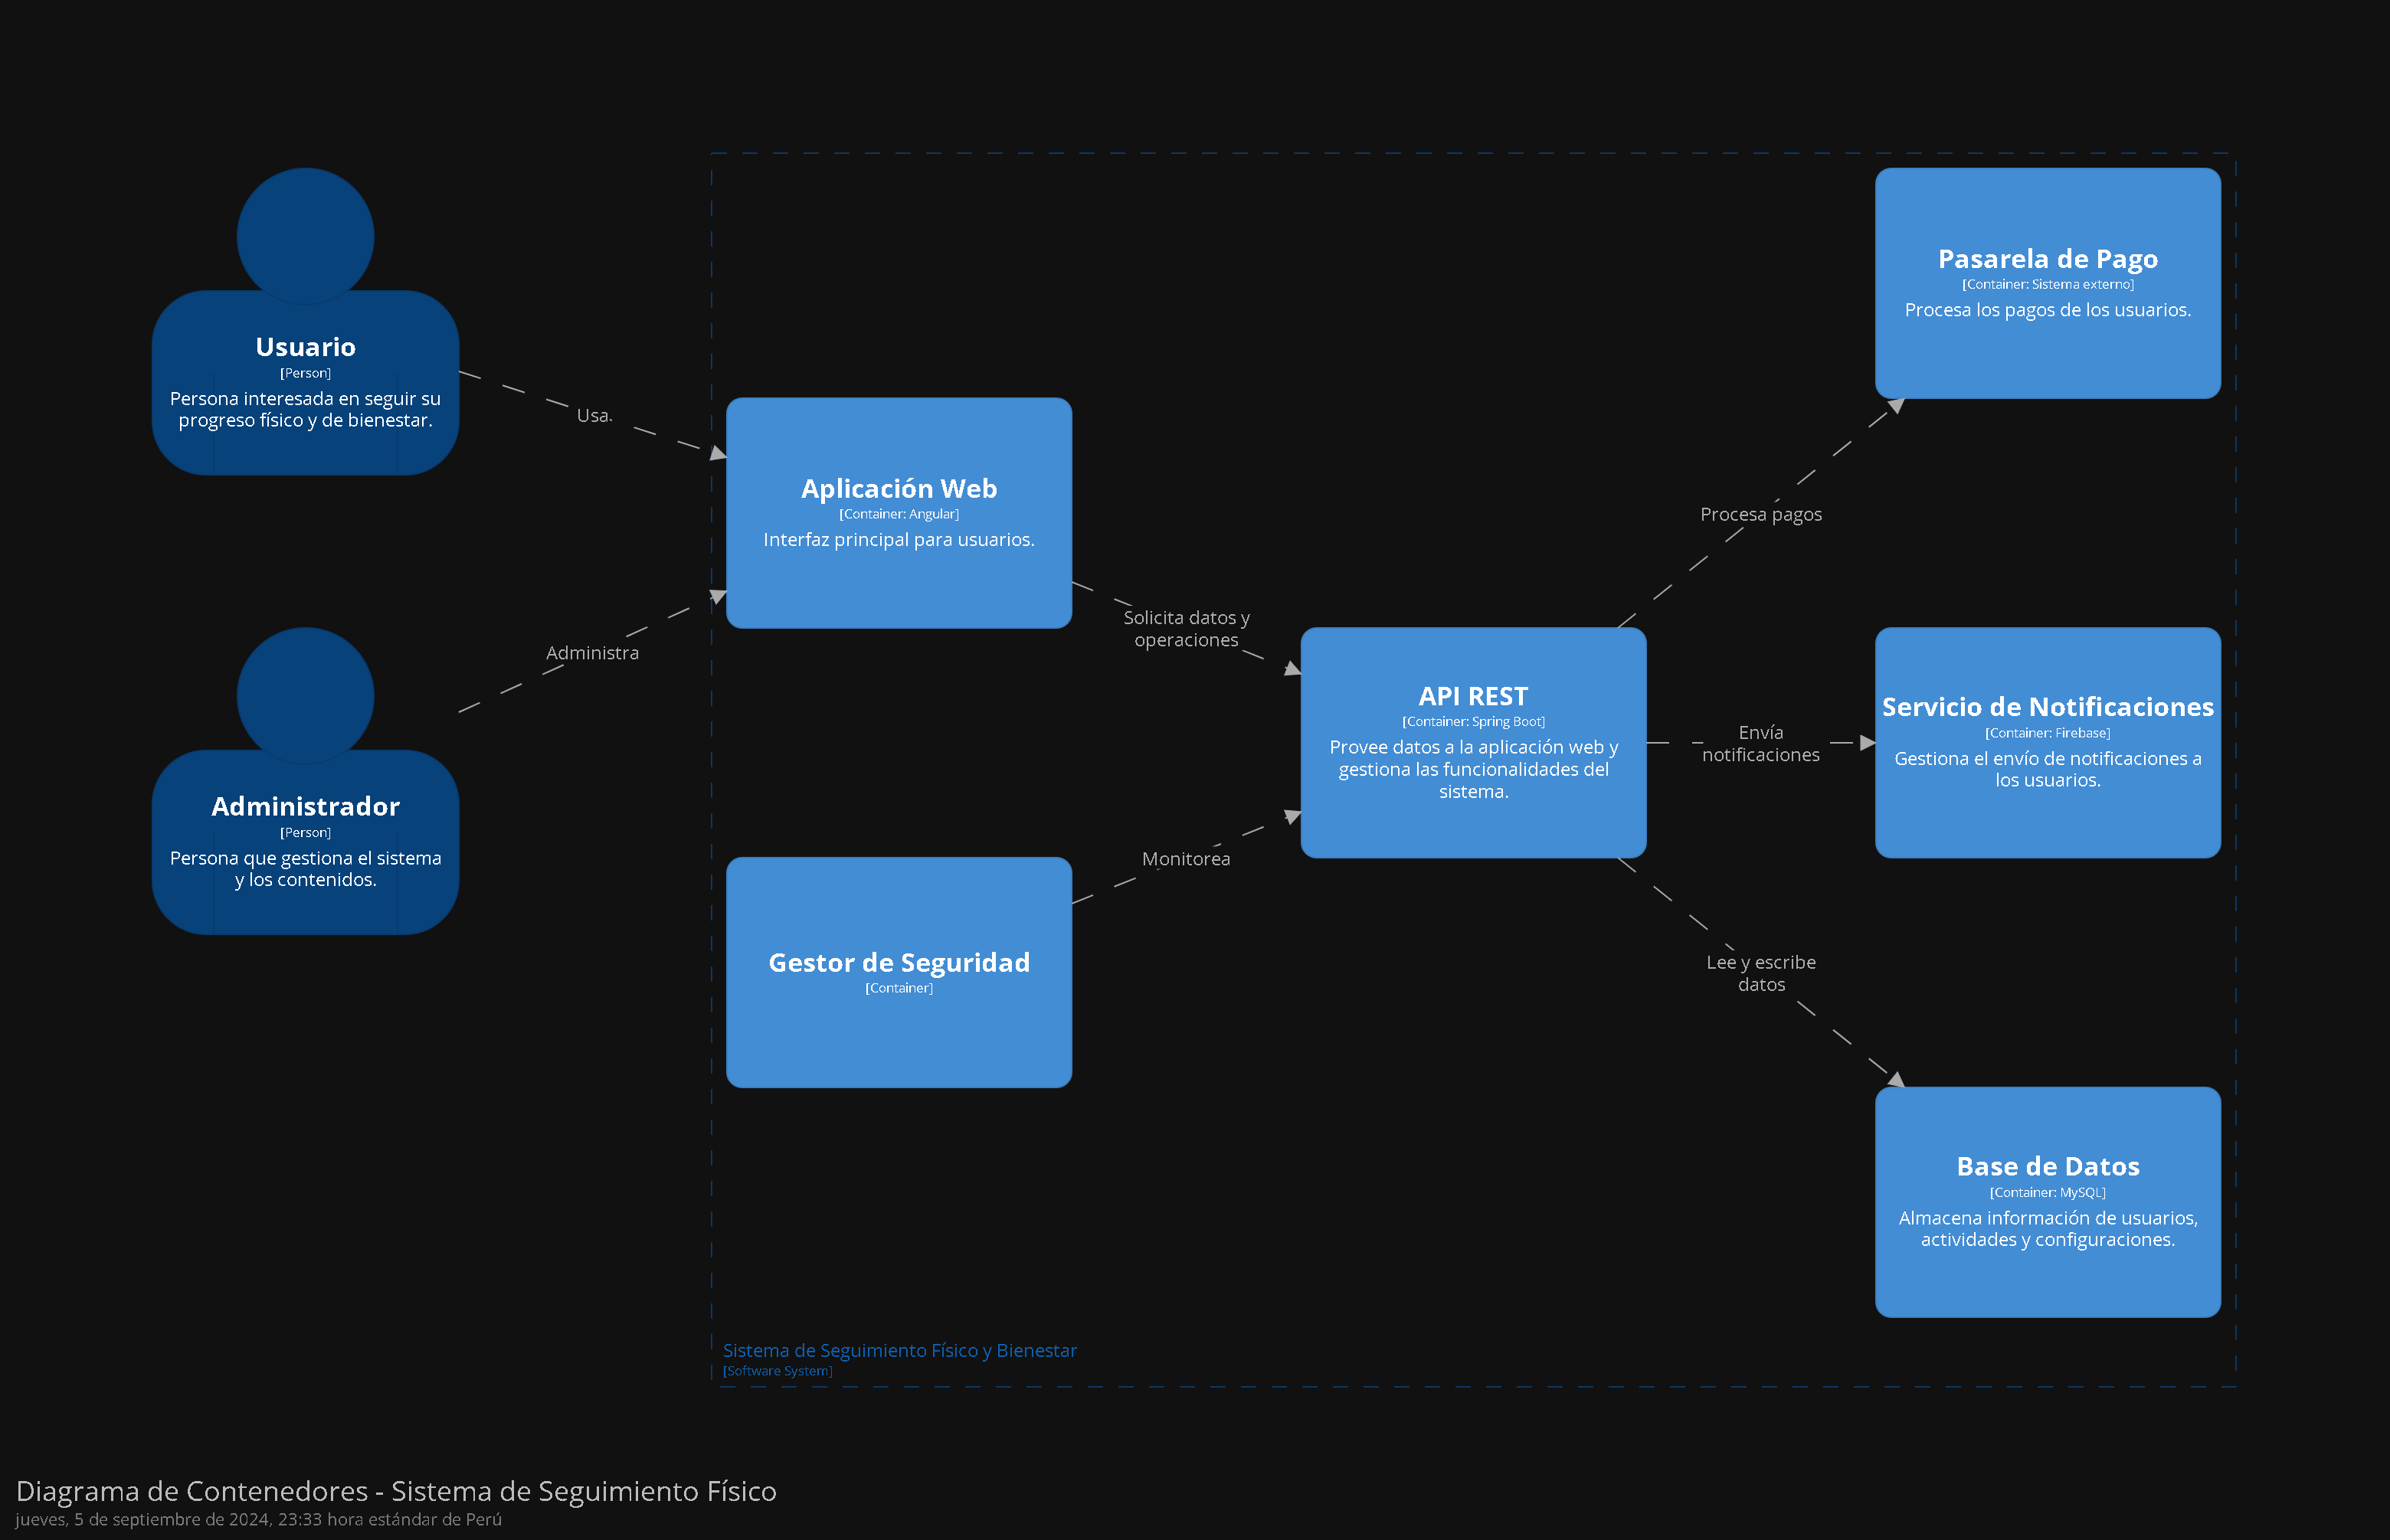 Usuario
[Person]
Persona interesada en seguir su
progreso físico y de bienestar.
Usa
Administrador
[Person]
Persona que gestiona el sistema
y los contenidos.
Administra
Aplicación Web
[Container: Angular]
Interfaz principal para usuarios.
Solicita datos y
operaciones
Gestor de Seguridad
[Container]
Monitorea
API REST
[Container: Spring Boot]
Provee datos a la aplicación web y
gestiona las funcionalidades del
sistema.
Procesa pagos
Pasarela de Pago
[Container: Sistema externo]
Procesa los pagos de los usuarios.
Envía
notificaciones
Servicio de Notificaciones
[Container: Firebase]
Gestiona el envío de notificaciones a
los usuarios.
Lee y escribe
datos
Base de Datos
[Container: MySQL]
Almacena información de usuarios,
actividades y configuraciones.
Sistema de Seguimiento Físico y Bienestar
[Software System]
Diagrama de Contenedores - Sistema de Seguimiento Físico
jueves, 5 de septiembre de 2024, 23:33 hora estándar de Perú